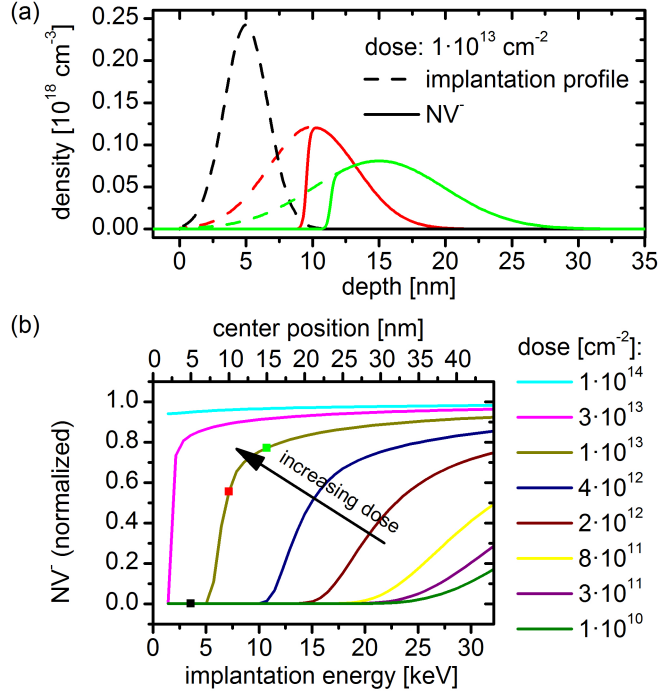 (a)
density [10¹⁸ cm⁻³]
0.25
0.20
0.15
0.10
0.05
0.00
dose: 1·10¹³ cm⁻²
implantation profile
NV⁻
0 5 10 15 20 25 30 35
depth [nm]
(b)
center position [nm]
0 5 10 15 20 25 30 35 40
NV⁻ (normalized)
1.0
0.8
0.6
0.4
0.2
0.0
increasing dose
0 5 10 15 20 25 30
implantation energy [keV]
dose [cm⁻²]:
1·10¹⁴
3·10¹³
1·10¹³
4·10¹²
2·10¹²
8·10¹¹
3·10¹¹
1·10¹⁰